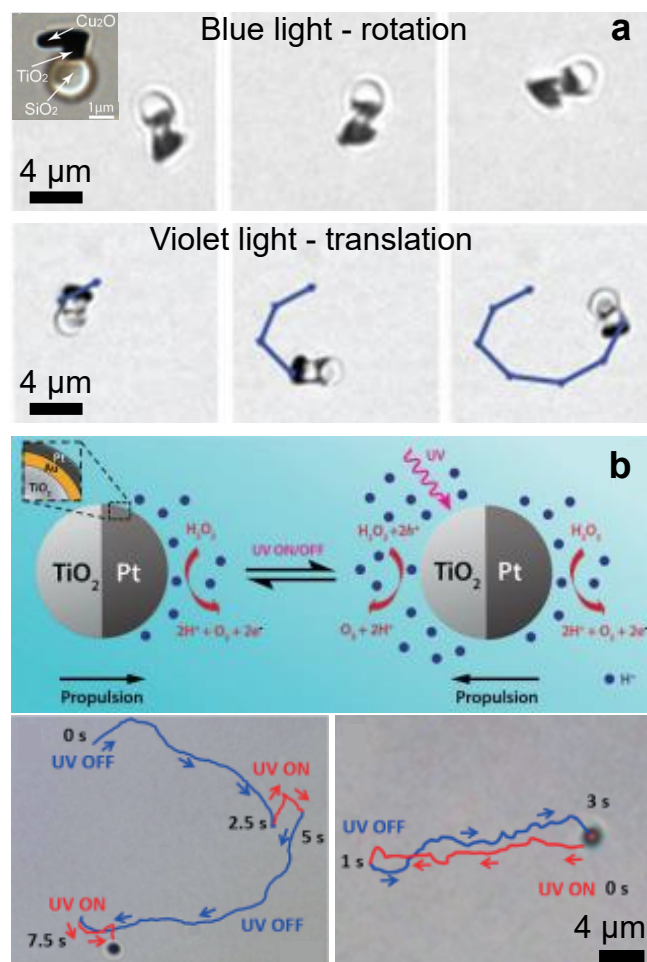 Cu₂O
Blue light - rotation
a
TiO₂
SiO₂
1μm
4 μm
Violet light - translation
4 μm
b
Pt
Au
TiO₂
UV
H₂O₂
H₂O₂ +2h⁺
H₂O₂
TiO₂
Pt
UV ON/OFF
TiO₂
Pt
2H⁺ + O₂ + 2e⁻
O₂ + 2H⁺
2H⁺ + O₂ + 2e⁻
Propulsion
Propulsion
H⁺
0 s
UV OFF
UV ON
2.5 s
5 s
UV ON
UV OFF
7.5 s
3 s
UV OFF
1 s
UV ON
0 s
4 μm